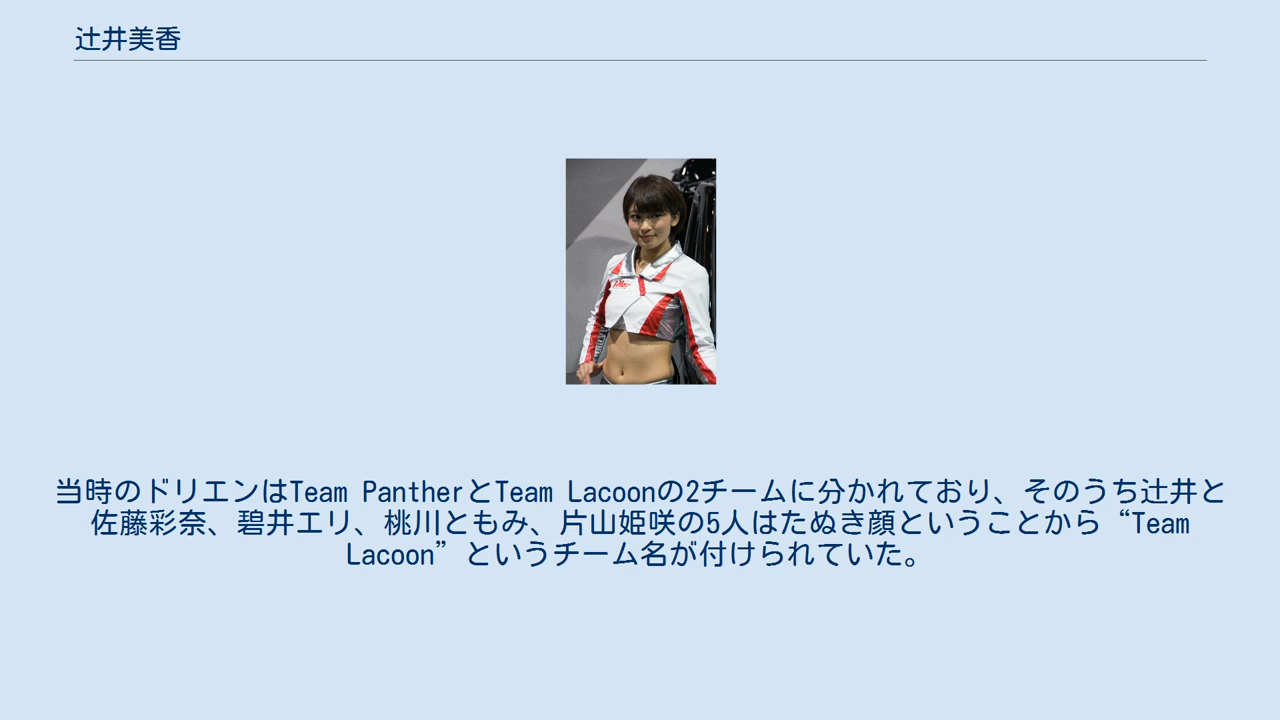 辻井美香
当時のドリエンはTeam PantherとTeam Lacoonの2チームに分かれており、そのうち辻井と
佐藤彩奈、碧井エリ、桃川ともみ、片山姫咲の5人はたぬき顔ということから“Team
Lacoon”というチーム名が付けられていた。